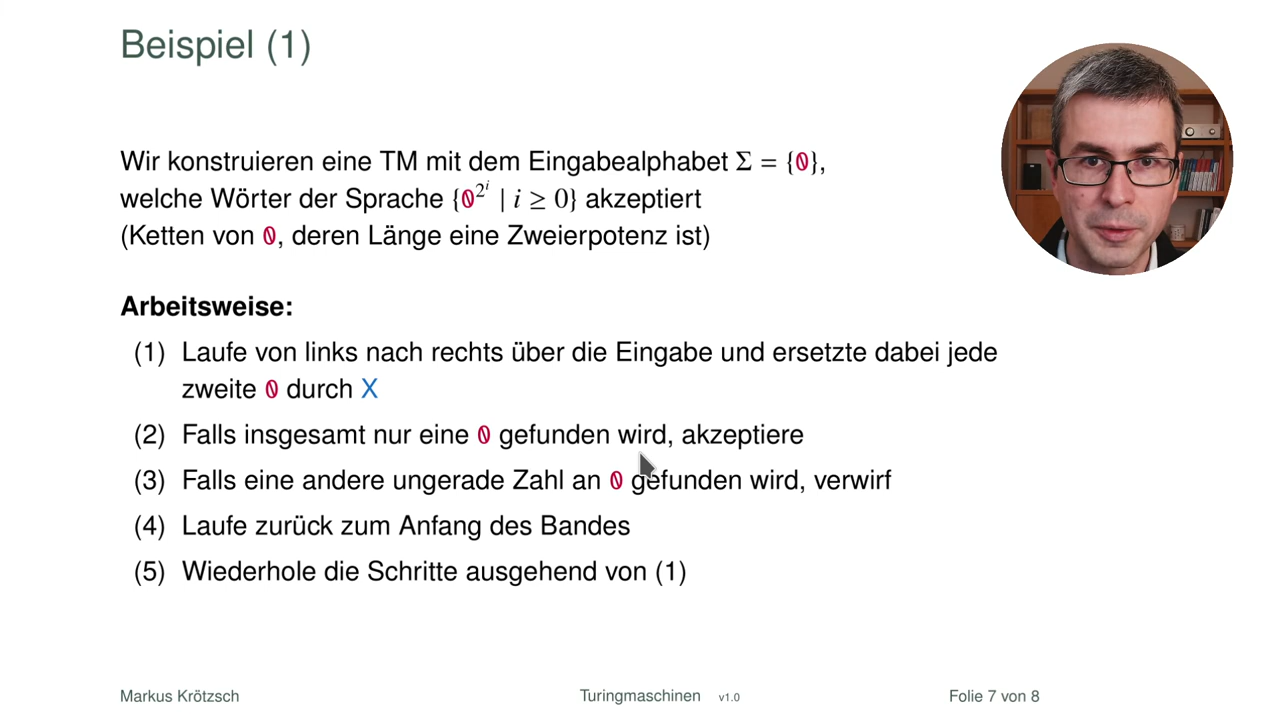 Beispiel (1)
Wir konstruieren eine TM mit dem Eingabealphabet Σ = {0},
welche Wörter der Sprache {0^{2^i} | i ≥ 0} akzeptiert
(Ketten von 0, deren Länge eine Zweierpotenz ist)
Arbeitsweise:
(1) Laufe von links nach rechts über die Eingabe und ersetzte dabei jede
zweite 0 durch X
(2) Falls insgesamt nur eine 0 gefunden wird, akzeptiere
(3) Falls eine andere ungerade Zahl an 0 gefunden wird, verwirf
(4) Laufe zurück zum Anfang des Bandes
(5) Wiederhole die Schritte ausgehend von (1)
Markus Krötzsch Turingmaschinen v1.0 Folie 7 von 8